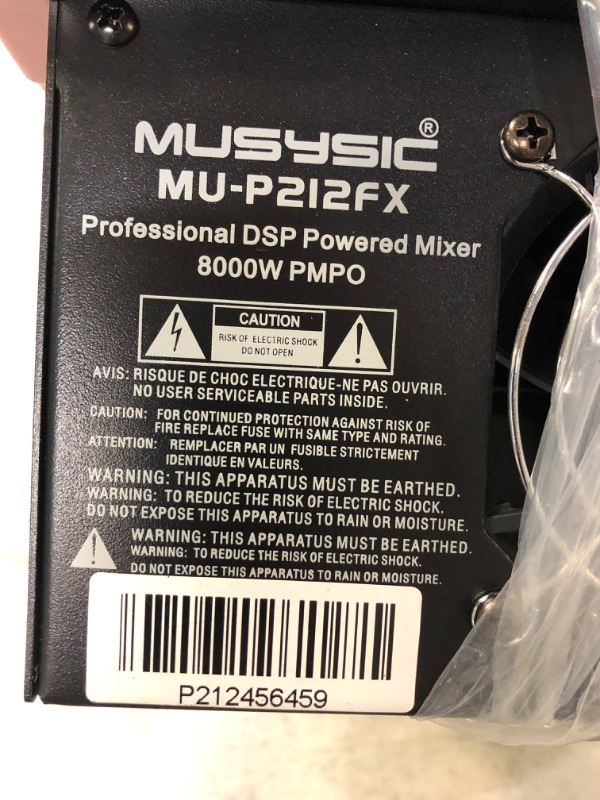 MUSYSIC®
MU-P212FX
Professional DSP Powered Mixer
8000W PMPO
CAUTION
RISK OF ELECTRIC SHOCK
DO NOT OPEN
AVIS: RISQUE DE CHOC ELECTRIQUE-NE PAS OUVRIR.
NO USER SERVICEABLE PARTS INSIDE.
CAUTION: FOR CONTINUED PROTECTION AGAINST RISK OF
FIRE REPLACE FUSE WITH SAME TYPE AND RATING.
ATTENTION: REMPLACER PAR UN FUSIBLE STRICTEMENT
IDENTIQUE EN VALEURS.
WARNING: THIS APPARATUS MUST BE EARTHED.
WARNING: TO REDUCE THE RISK OF ELECTRIC SHOCK.
DO NOT EXPOSE THIS APPARATUS TO RAIN OR MOISTURE.
WARNING: THIS APPARATUS MUST BE EARTHED.
WARNING: TO REDUCE THE RISK OF ELECTRIC SHOCK.
DO NOT EXPOSE THIS APPARATUS TO RAIN OR MOISTURE.
P212456459